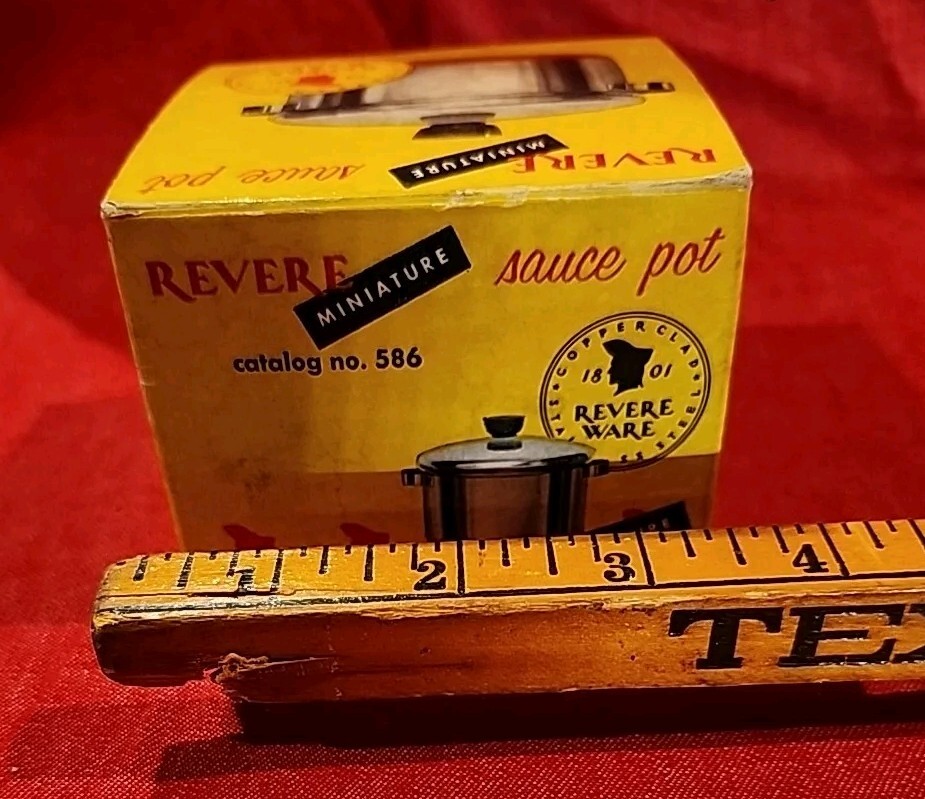 REVERE
MINIATURE
sauce pot
REVERE
MINIATURE
sauce pot
catalog no. 586
COPPER CLAD
18 01
REVERE
WARE
2 3 4